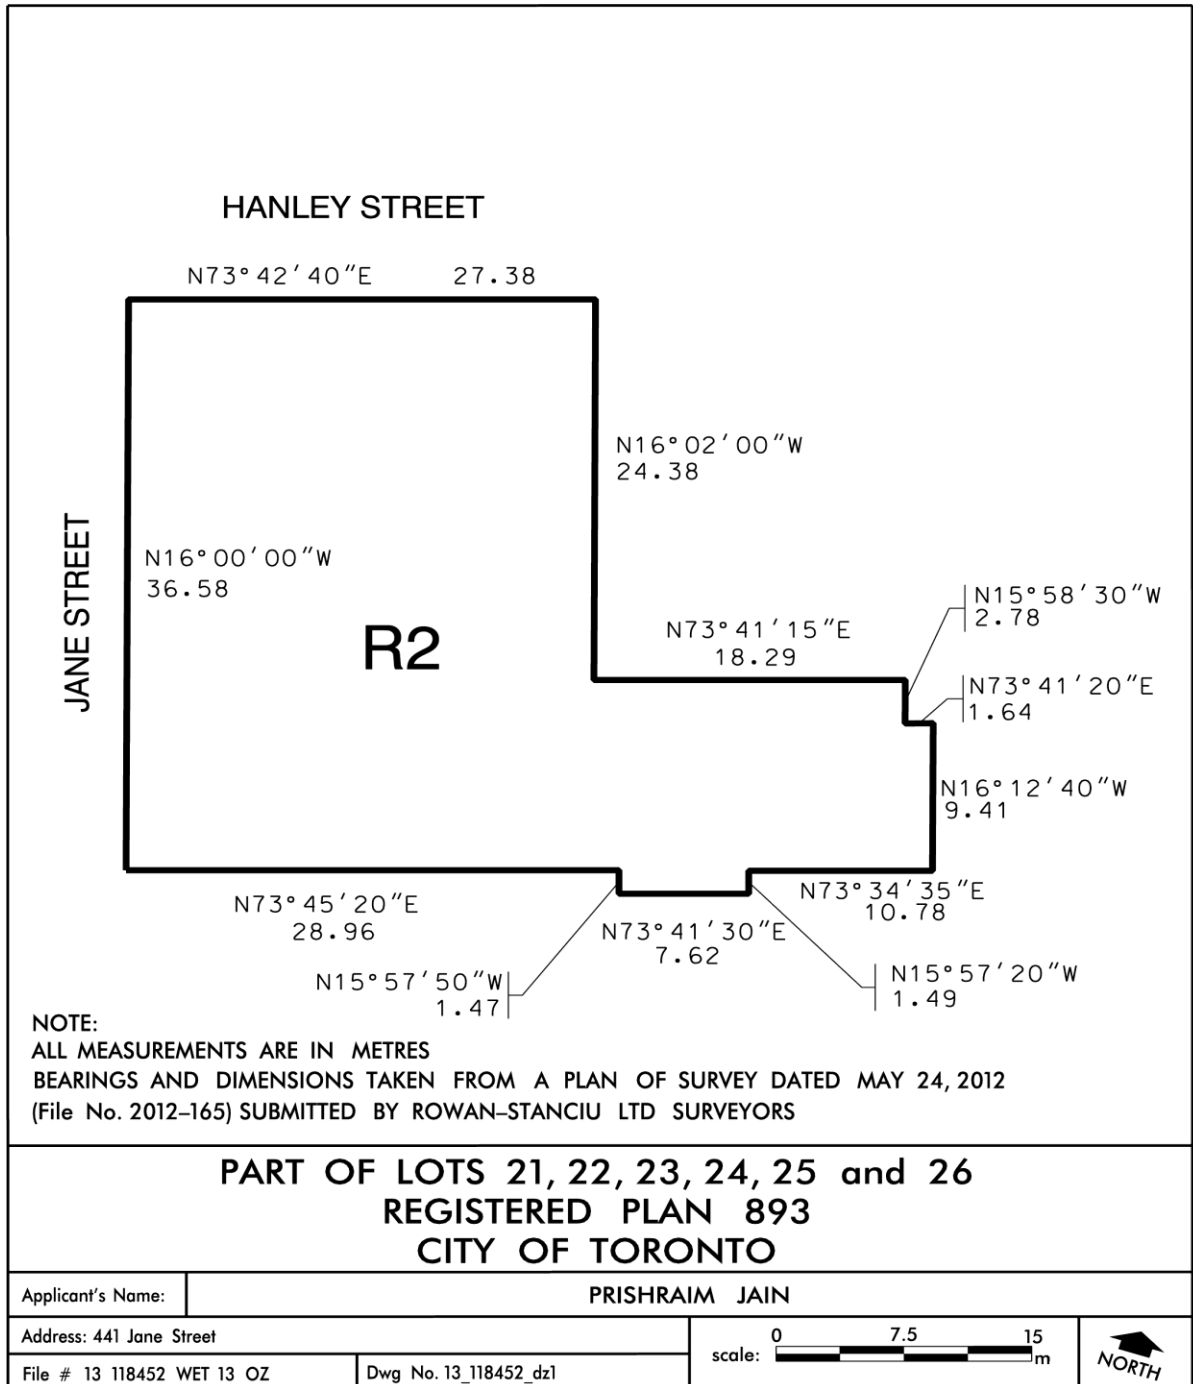 HANLEY STREET
N73°42'40"E 27.38
N16°02'00"W
24.38
JANE STREET
N16°00'00"W
36.58
R2
N73°41'15"E
18.29
N15°58'30"W
2.78
N73°41'20"E
1.64
N16°12'40"W
9.41
N73°45'20"E
28.96
N73°41'30"E
7.62
N73°34'35"E
10.78
N15°57'50"W
1.47
N15°57'20"W
1.49
NOTE:
ALL MEASUREMENTS ARE IN METRES
BEARINGS AND DIMENSIONS TAKEN FROM A PLAN OF SURVEY DATED MAY 24, 2012
(File No. 2012–165) SUBMITTED BY ROWAN–STANCIU LTD SURVEYORS
PART OF LOTS 21, 22, 23, 24, 25 and 26
REGISTERED PLAN 893
CITY OF TORONTO
Applicant's Name: PRISHRAIM JAIN
Address: 441 Jane Street
File # 13 118452 WET 13 OZ Dwg No. 13_118452_dz1
0 7.5 15
scale: m
NORTH